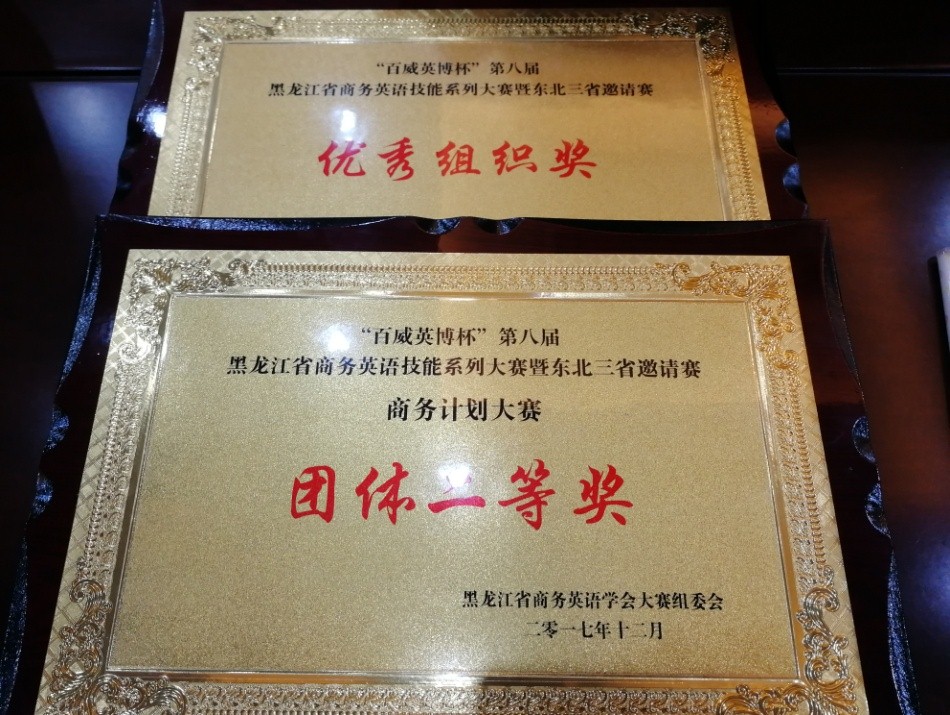 “百威英博杯”第八届
黑龙江省商务英语技能系列大赛暨东北三省邀请赛
优秀组织奖
“百威英博杯”第八届
黑龙江省商务英语技能系列大赛暨东北三省邀请赛
商务计划大赛
团体二等奖
黑龙江省商务英语学会大赛组委会
二零一七年十二月